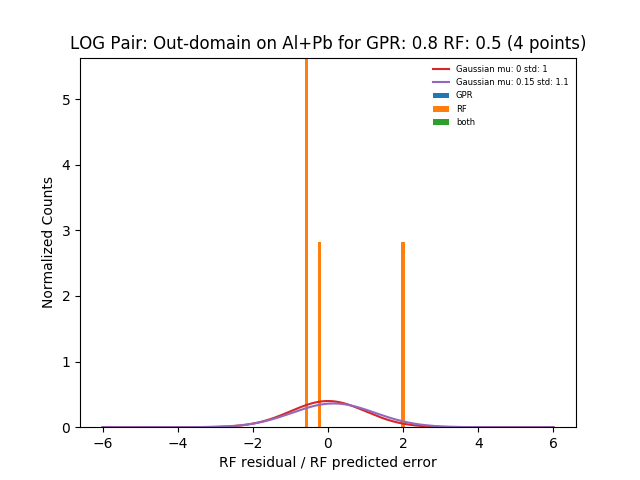 LOG Pair: Out-domain on Al+Pb for GPR: 0.8 RF: 0.5 (4 points)
Gaussian mu: 0 std: 1
Gaussian mu: 0.15 std: 1.1
GPR
RF
both
Normalized Counts
5
4
3
2
1
0
−6 −4 −2 0 2 4 6
RF residual / RF predicted error